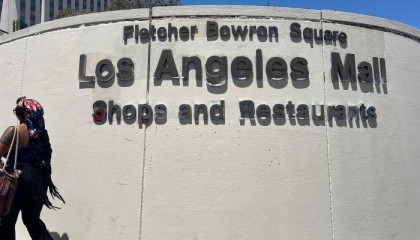 Fletcher Bowron Square
Los Angeles Mall
Shops and Restaurants